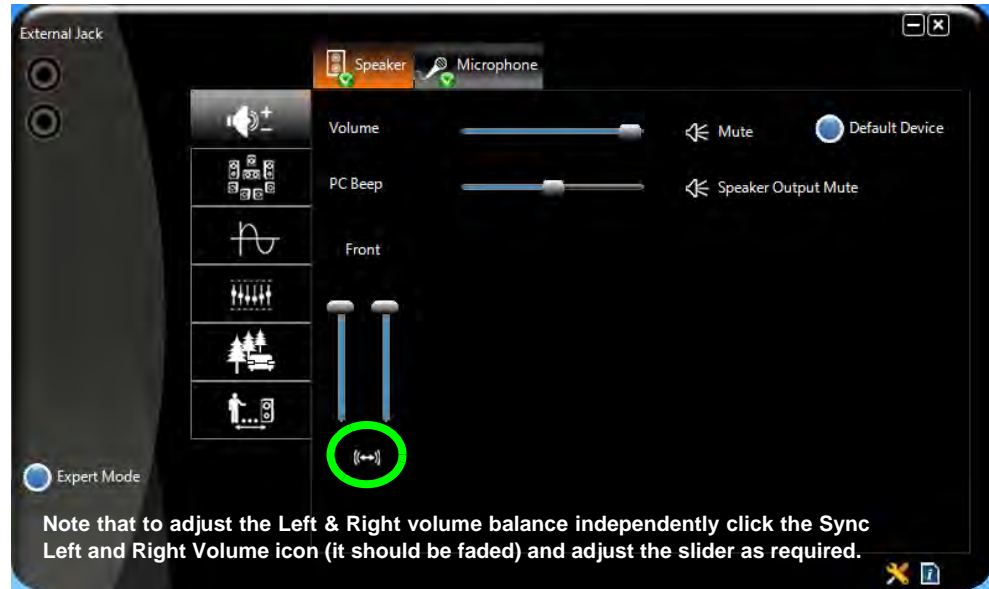 External Jack
Speaker
Microphone
Volume
Mute
Default Device
PC Beep
Speaker Output Mute
Front
Expert Mode
Note that to adjust the Left & Right volume balance independently click the Sync
Left and Right Volume icon (it should be faded) and adjust the slider as required.